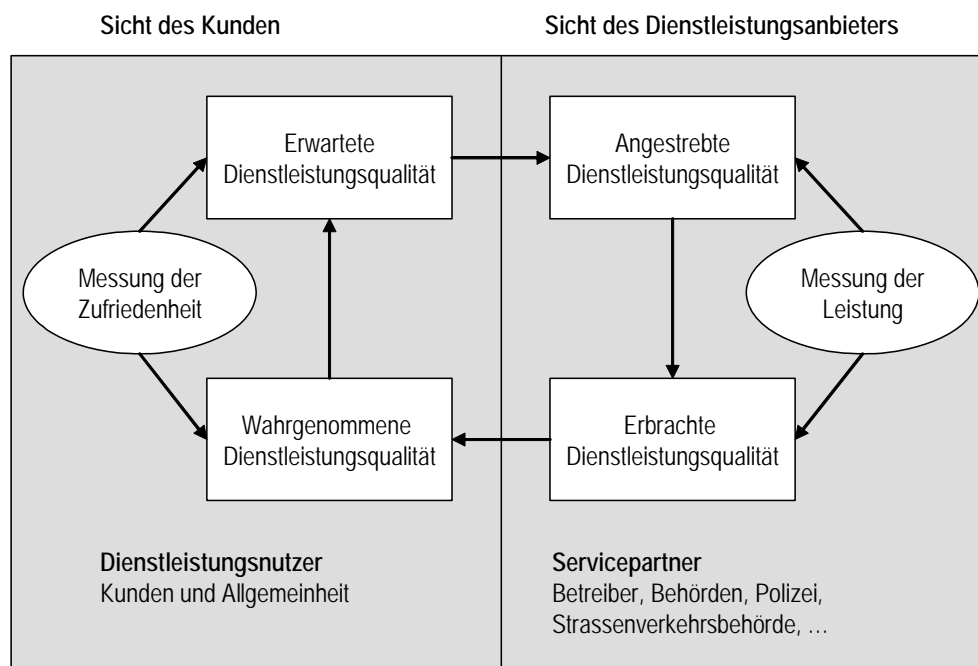 Sicht des Kunden
Sicht des Dienstleistungsanbieters
Erwartete
Dienstleistungsqualität
Angestrebte
Dienstleistungsqualität
Messung der
Zufriedenheit
Messung der
Leistung
Wahrgenommene
Dienstleistungsqualität
Erbrachte
Dienstleistungsqualität
Dienstleistungsnutzer
Kunden und Allgemeinheit
Servicepartner
Betreiber, Behörden, Polizei,
Strassenverkehrsbehörde, …